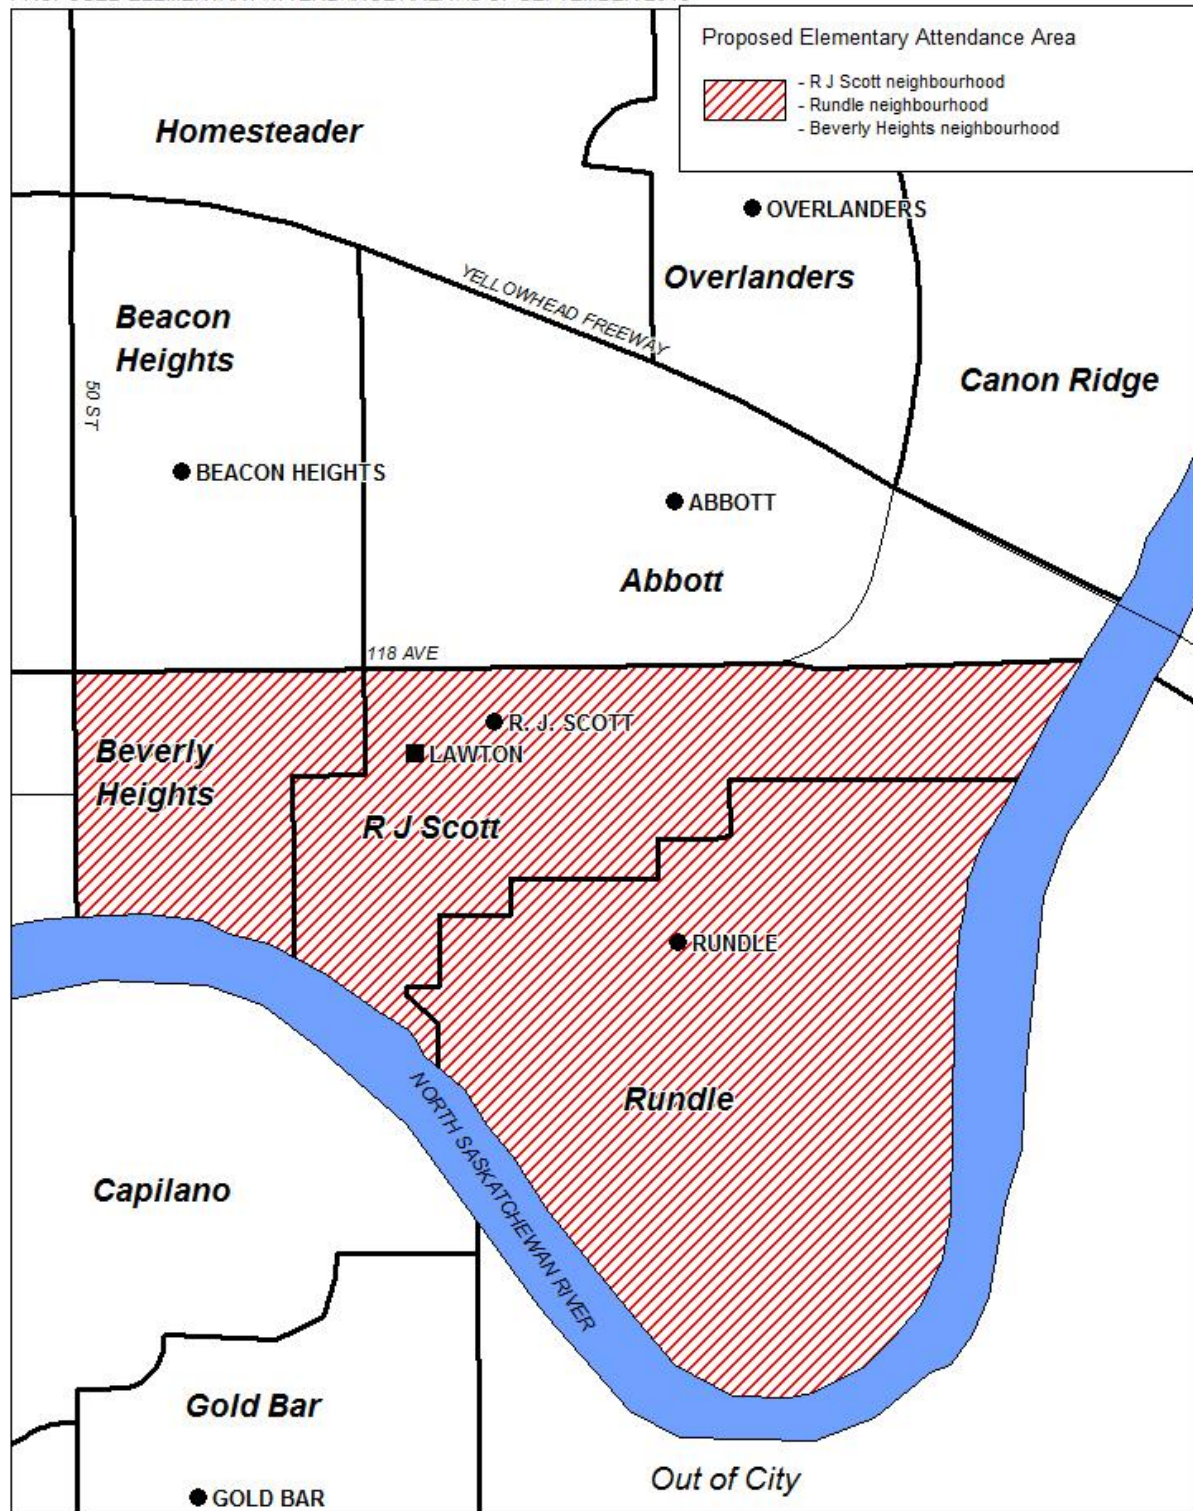 Proposed Elementary Attendance Area
- R J Scott neighbourhood
- Rundle neighbourhood
- Beverly Heights neighbourhood
Homesteader
OVERLANDERS
Overlanders
YELLOWHEAD FREEWAY
Beacon
Heights
Canon Ridge
50 ST
BEACON HEIGHTS
ABBOTT
Abbott
118 AVE
R. J. SCOTT
LAWTON
Beverly
Heights
R J Scott
RUNDLE
Rundle
NORTH SASKATCHEWAN RIVER
Capilano
Gold Bar
Out of City
GOLD BAR